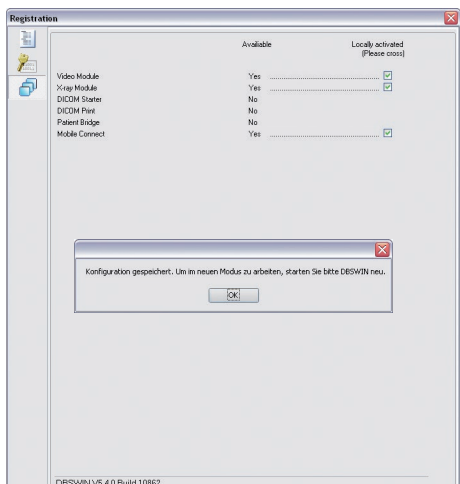 Registration
Available Locally activated
(Please cross)
Video Module Yes
X-ray Module Yes
DICOM Starter No
DICOM Print No
Patient Bridge No
Mobile Connect Yes
Konfiguration gespeichert. Um im neuen Modus zu arbeiten, starten Sie bitte DBSWIN neu.
OK
DBSWIN V5.4.0 Build 10862